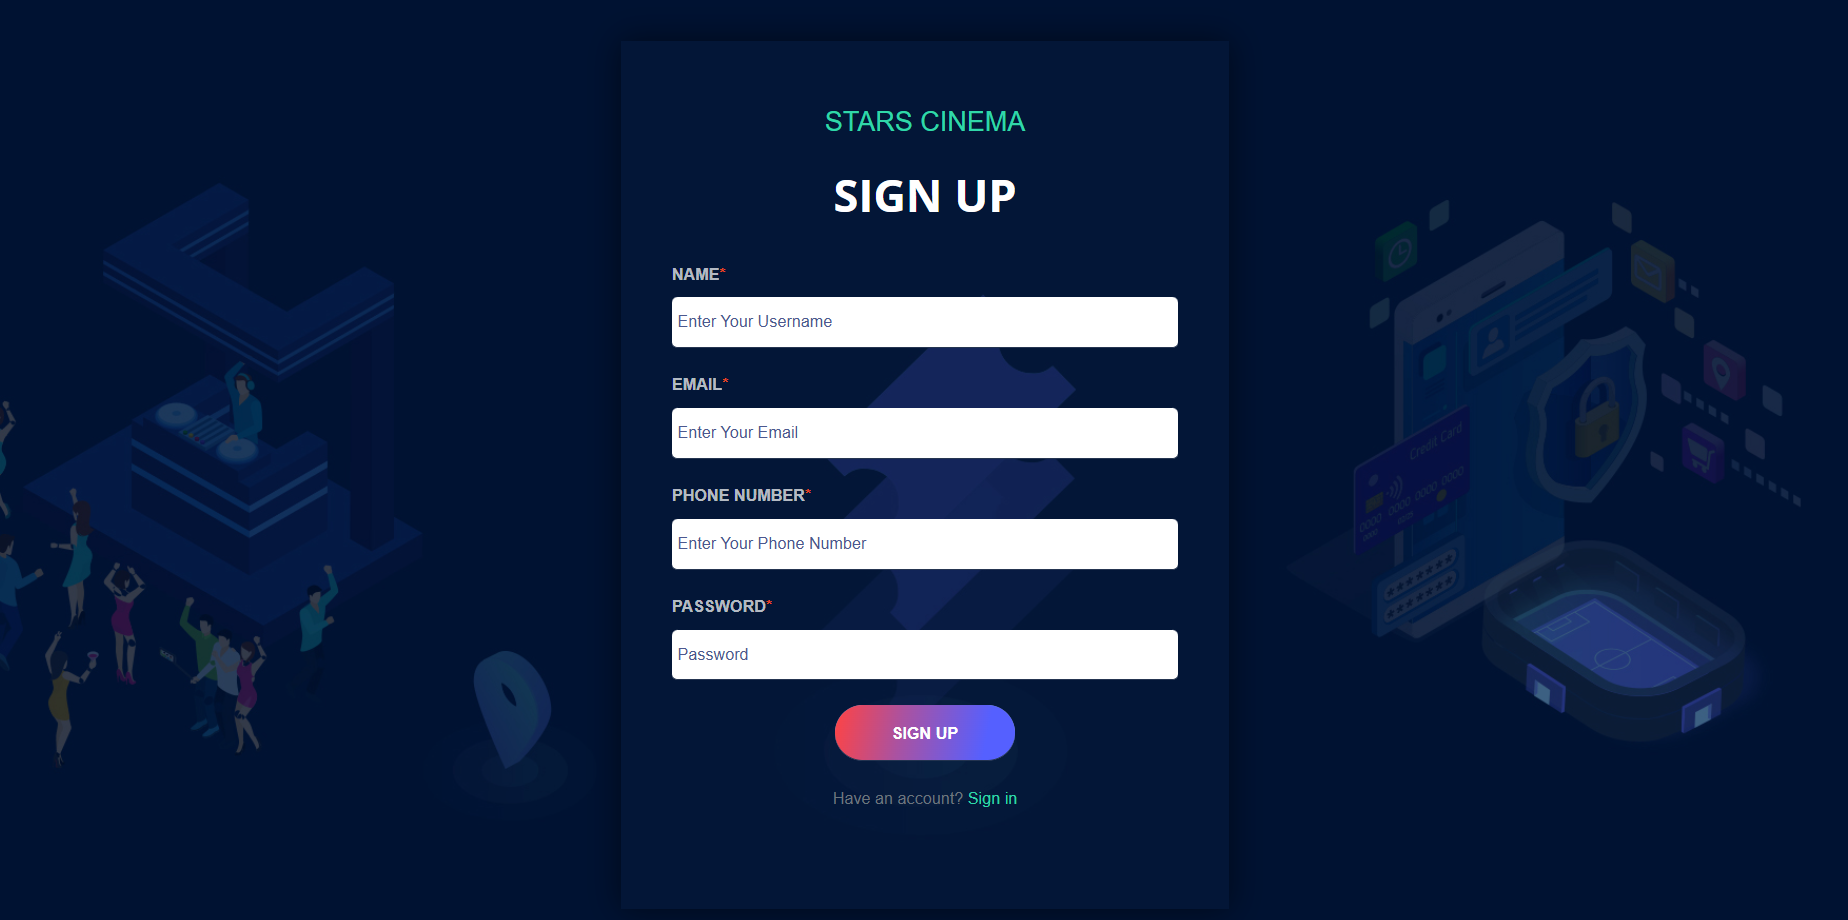 STARS CINEMA
SIGN UP
NAME*
Enter Your Username
EMAIL*
Enter Your Email
PHONE NUMBER*
Enter Your Phone Number
PASSWORD*
Password
SIGN UP
Have an account? Sign in
Credit Card
0000 0000 0000 0000